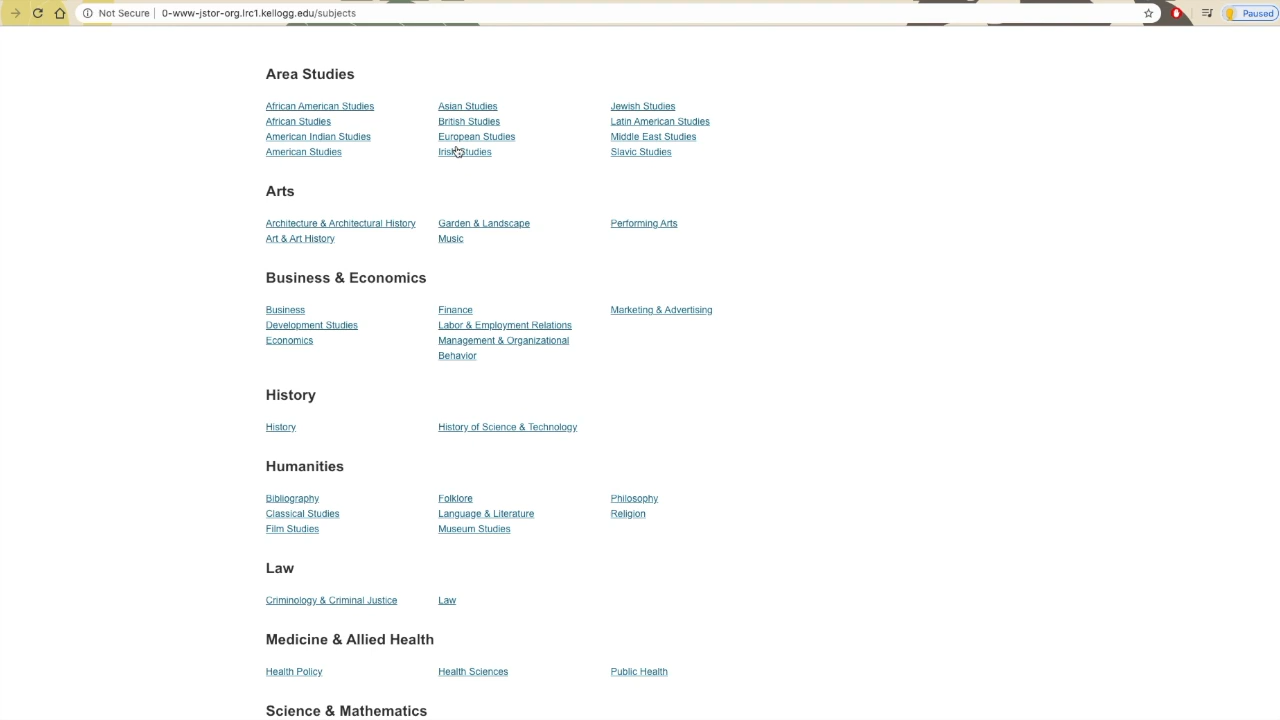 Not Secure
0-www-jstor-org.lrc1.kellogg.edu/subjects
Paused
Area Studies
African American Studies
African Studies
American Indian Studies
American Studies
Asian Studies
British Studies
European Studies
Irish Studies
Jewish Studies
Latin American Studies
Middle East Studies
Slavic Studies
Arts
Architecture & Architectural History
Art & Art History
Garden & Landscape
Music
Performing Arts
Business & Economics
Business
Development Studies
Economics
Finance
Labor & Employment Relations
Management & Organizational
Behavior
Marketing & Advertising
History
History
History of Science & Technology
Humanities
Bibliography
Classical Studies
Film Studies
Folklore
Language & Literature
Museum Studies
Philosophy
Religion
Law
Criminology & Criminal Justice
Law
Medicine & Allied Health
Health Policy
Health Sciences
Public Health
Science & Mathematics